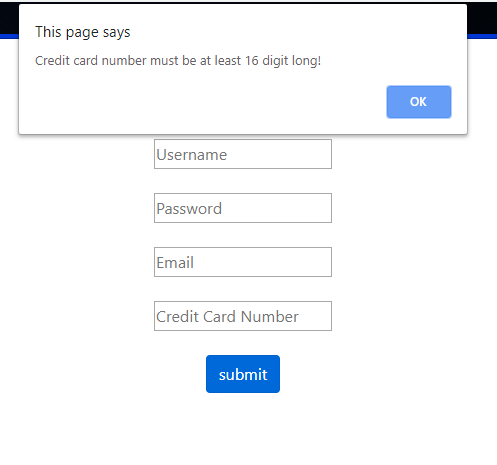 This page says
Credit card number must be at least 16 digit long!
OK
Username
Password
Email
Credit Card Number
submit